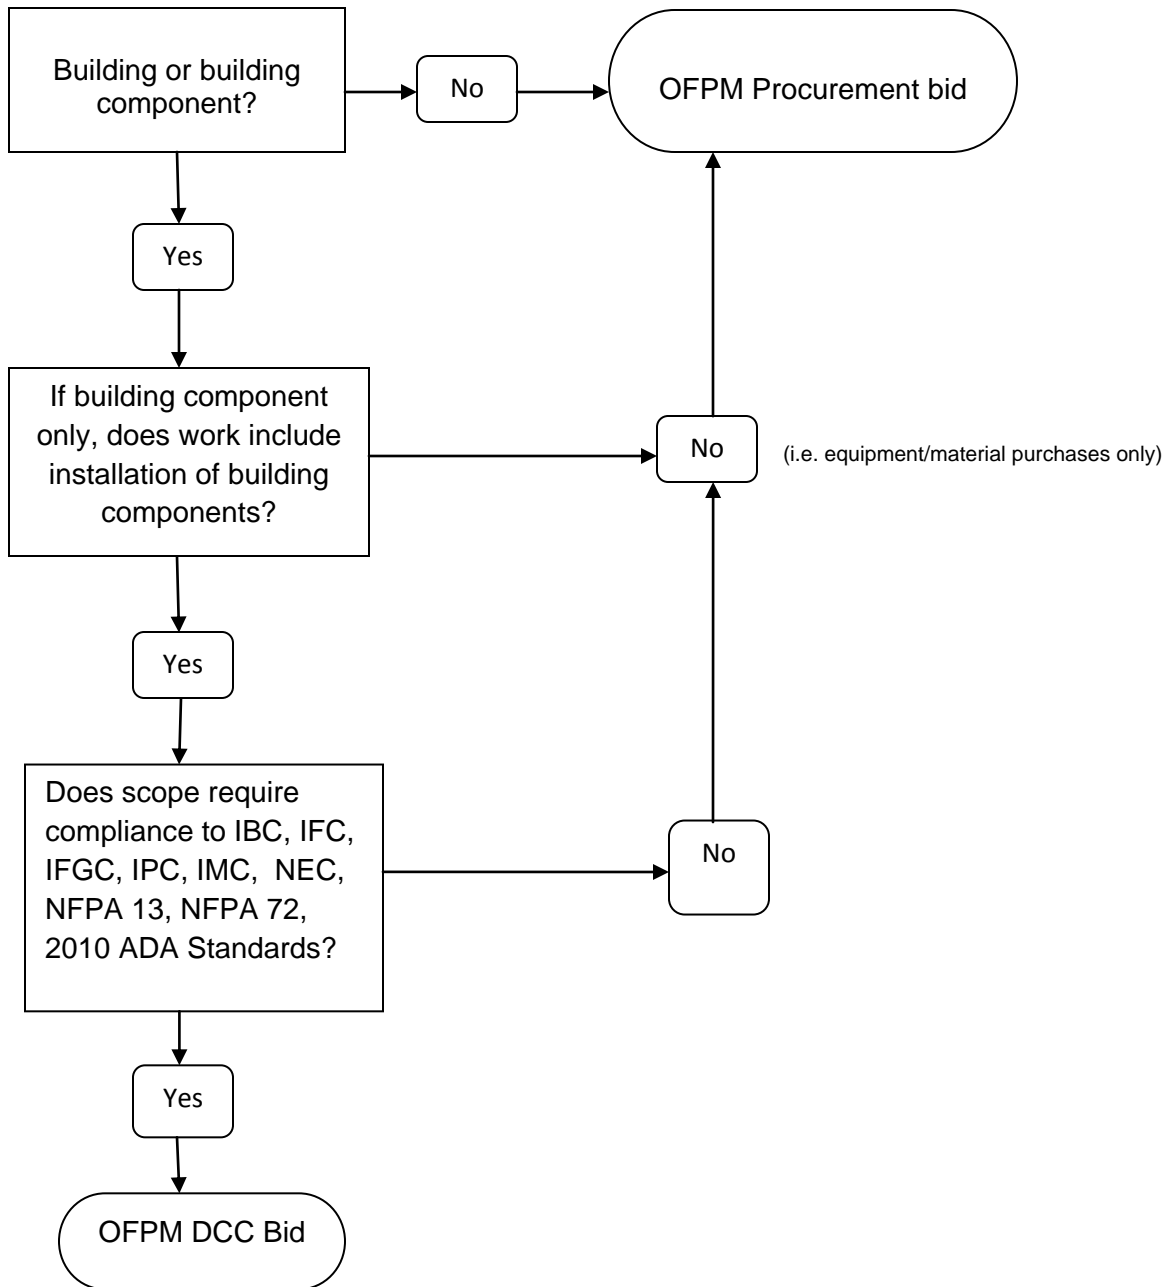 Building or building
component?
No
OFPM Procurement bid
Yes
If building component
only, does work include
installation of building
components?
No
(i.e. equipment/material purchases only)
Yes
Does scope require
compliance to IBC, IFC,
IFGC, IPC, IMC, NEC,
NFPA 13, NFPA 72,
2010 ADA Standards?
No
Yes
OFPM DCC Bid